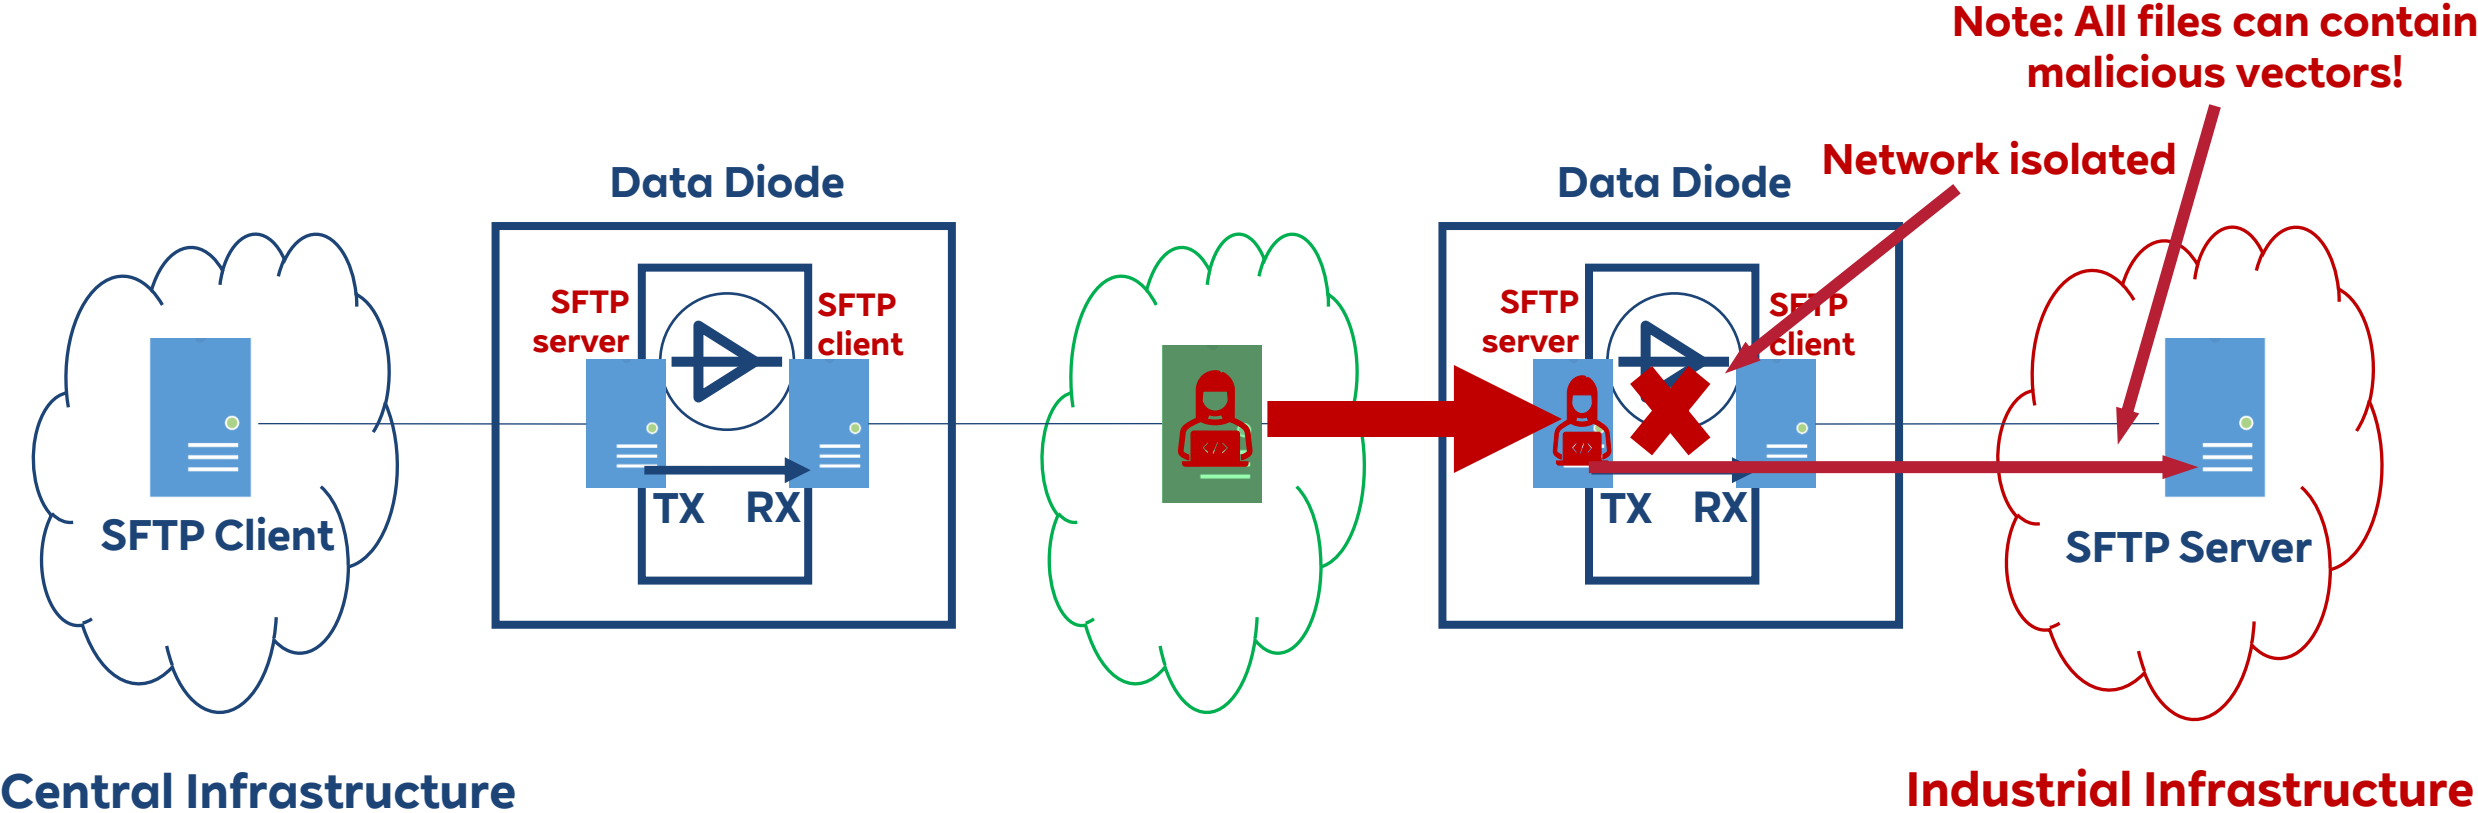 Note: All files can contain
malicious vectors!
Network isolated
Data Diode
Data Diode
SFTP
server
SFTP
client
SFTP
server
SFTP
client
TX
RX
TX
RX
SFTP Client
SFTP Server
Central Infrastructure
Industrial Infrastructure